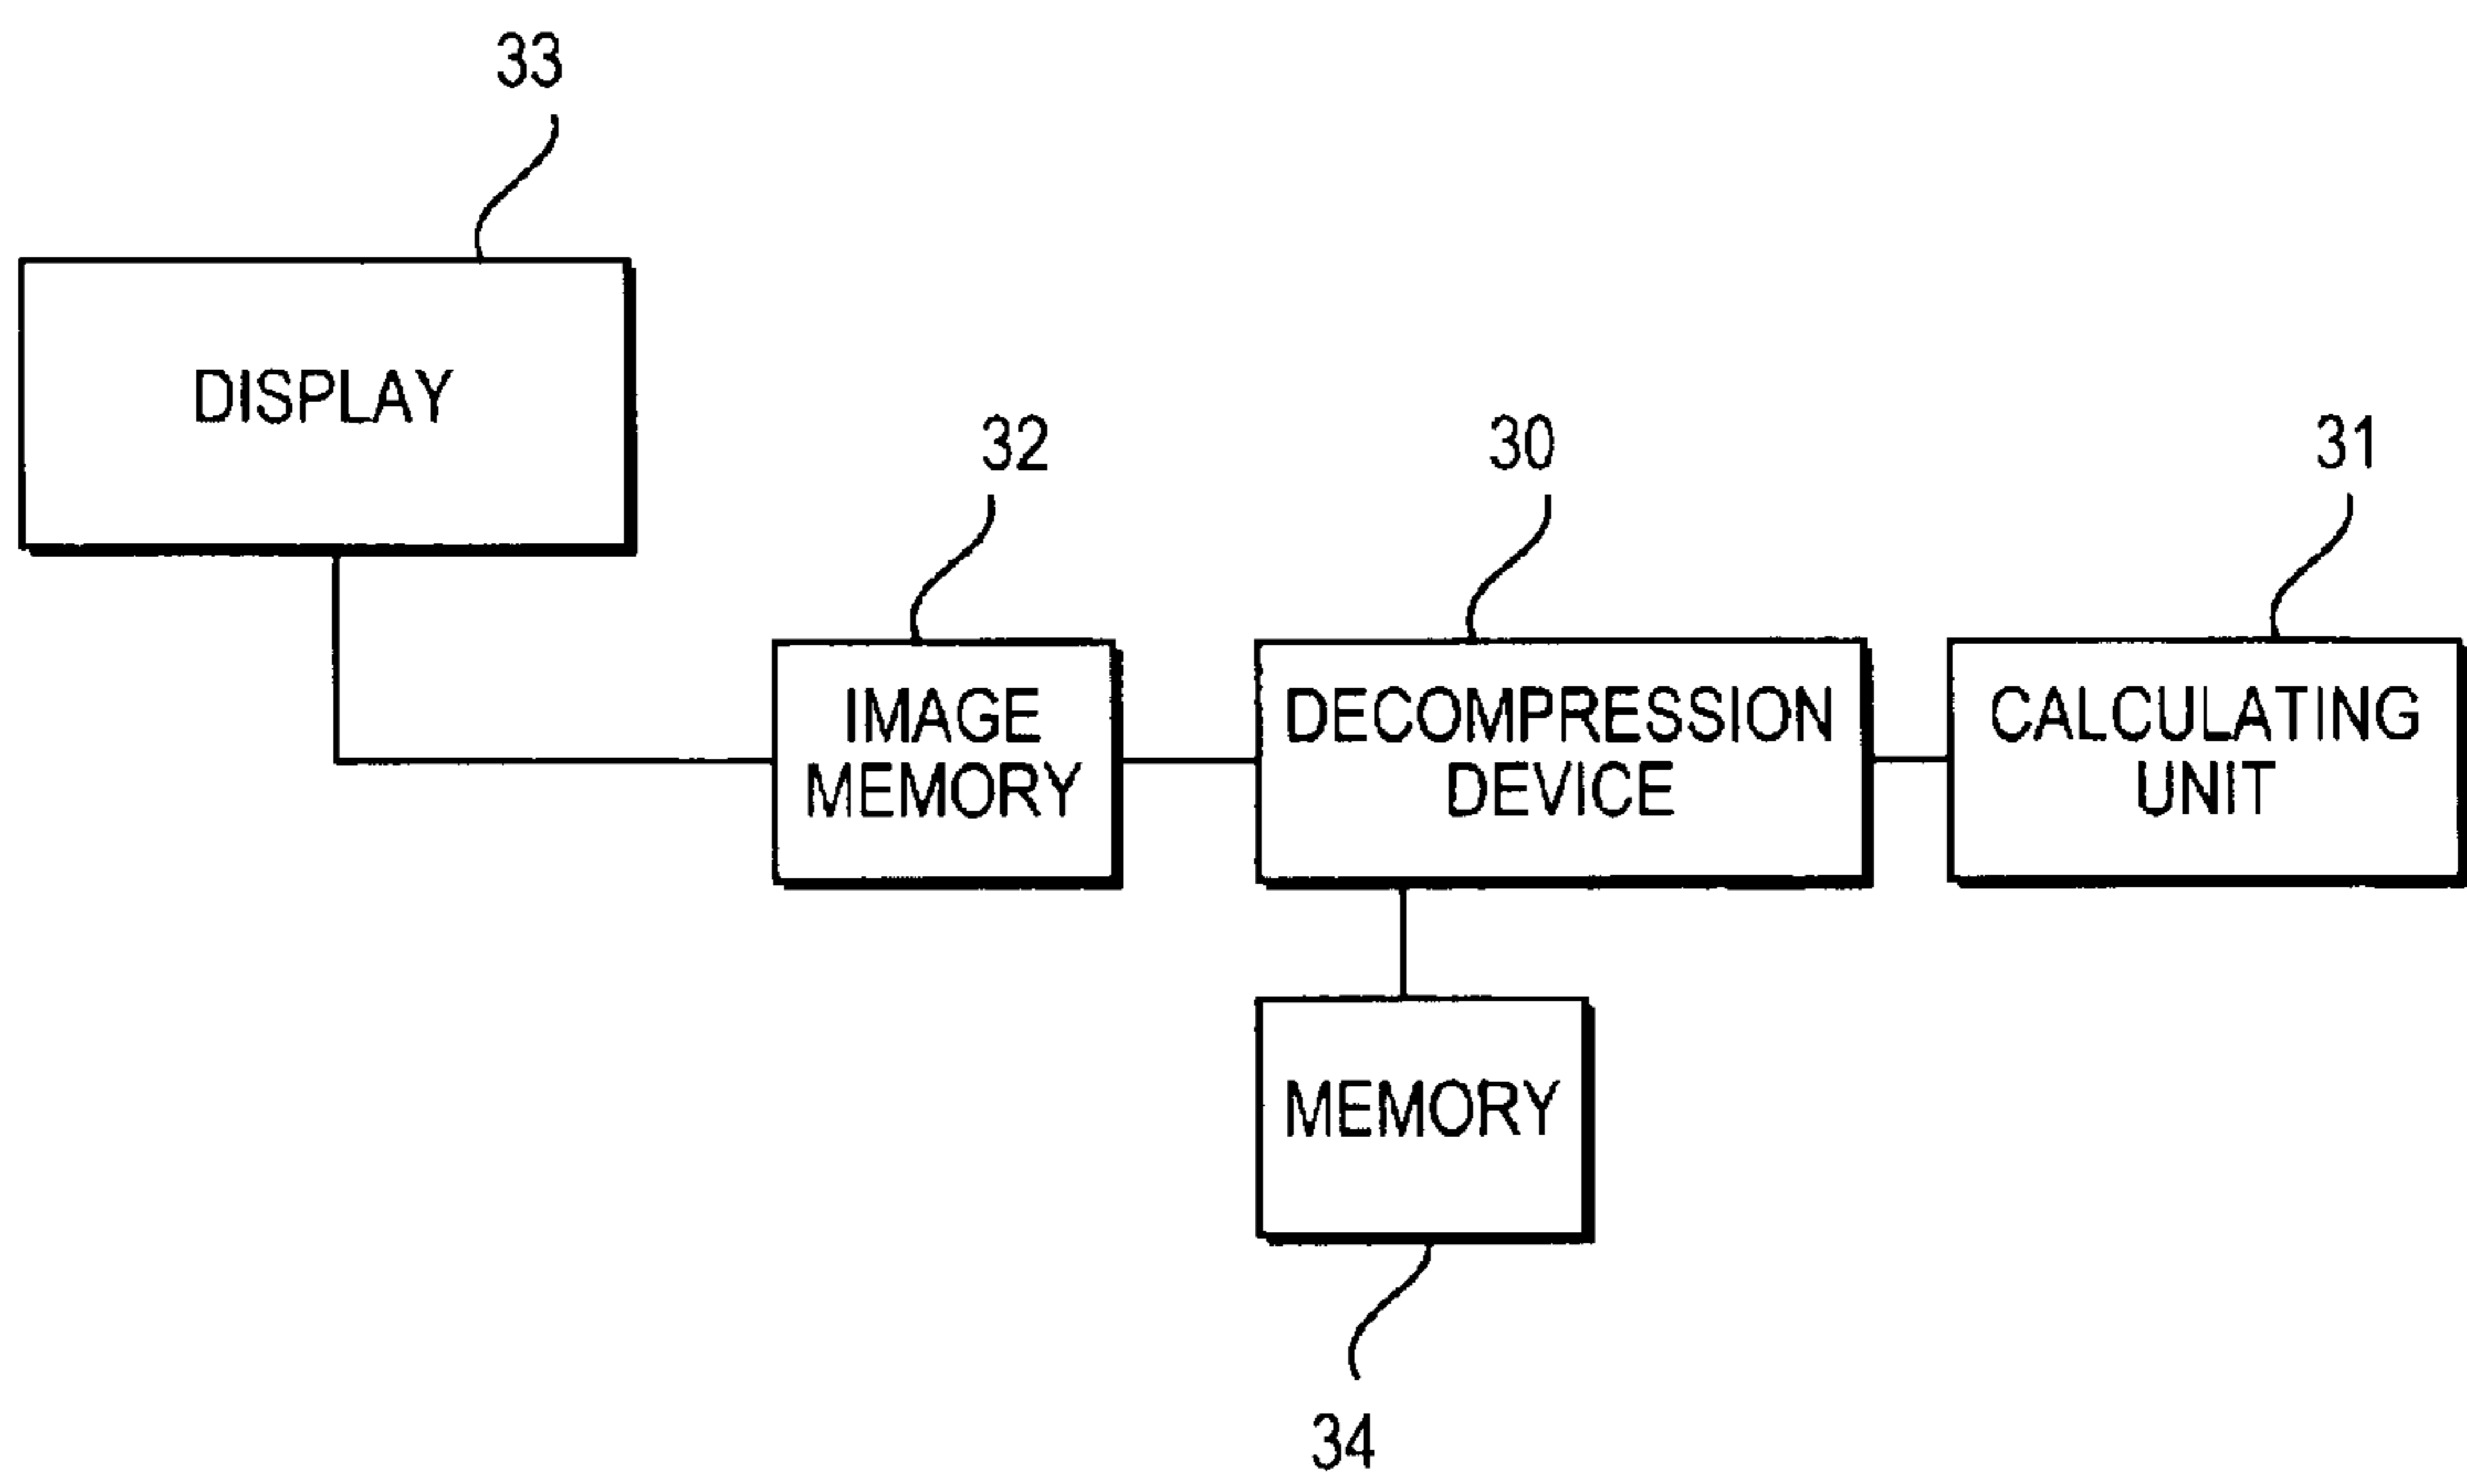 33
DISPLAY
32
30
31
IMAGE
MEMORY
DECOMPRESSION
DEVICE
CALCULATING
UNIT
MEMORY
34